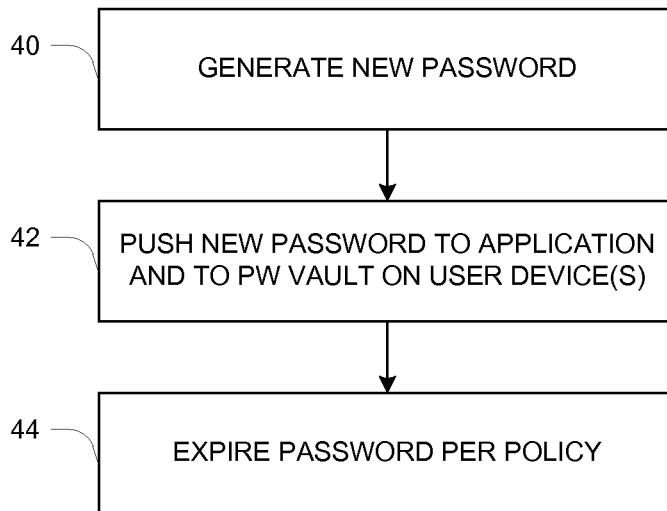 40
GENERATE NEW PASSWORD
42
PUSH NEW PASSWORD TO APPLICATION
AND TO PW VAULT ON USER DEVICE(S)
44
EXPIRE PASSWORD PER POLICY